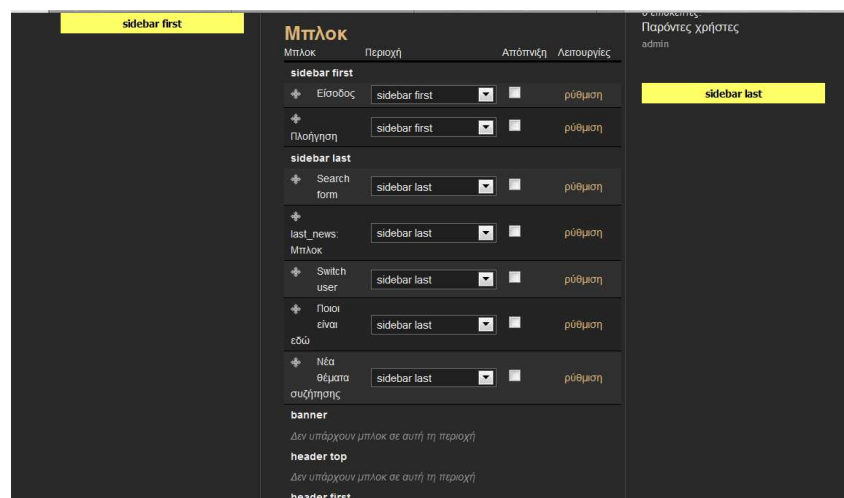 sidebar first
Μπλοκ
Μπλοκ Περιοχή Απόπνιξη Λειτουργίες
sidebar first
Είσοδος sidebar first ρύθμιση
Πλοήγηση sidebar first ρύθμιση
sidebar last
Search
form sidebar last ρύθμιση
last_news:
Μπλοκ sidebar last ρύθμιση
Switch
user sidebar last ρύθμιση
Ποιοι
είναι
εδώ sidebar last ρύθμιση
Νέα
θέματα
συζήτησης sidebar last ρύθμιση
banner
Δεν υπάρχουν μπλοκ σε αυτή τη περιοχή
header top
Δεν υπάρχουν μπλοκ σε αυτή τη περιοχή
header first
Παρόντες χρήστες
admin
sidebar last